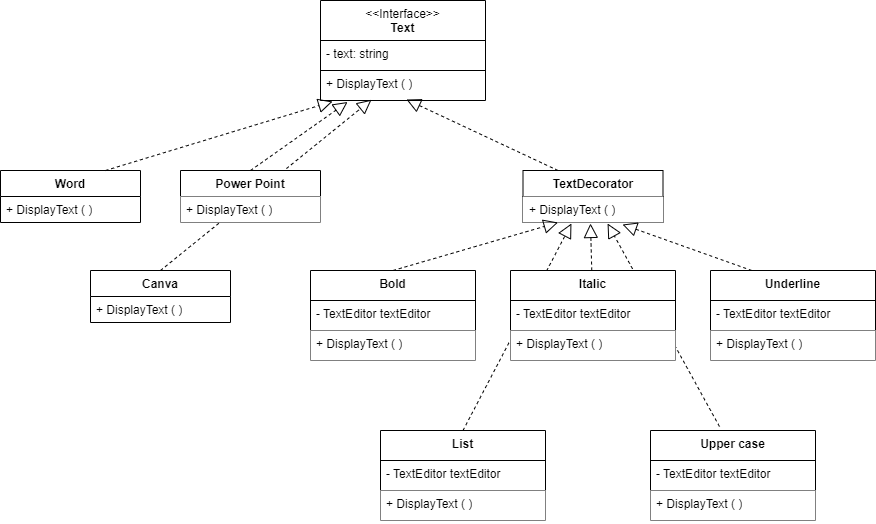 <<Interface>>
Text
- text: string
+ DisplayText ( )
Word
+ DisplayText ( )
Power Point
+ DisplayText ( )
TextDecorator
+ DisplayText ( )
Canva
+ DisplayText ( )
Bold
- TextEditor textEditor
+ DisplayText ( )
Italic
- TextEditor textEditor
+ DisplayText ( )
Underline
- TextEditor textEditor
+ DisplayText ( )
List
- TextEditor textEditor
+ DisplayText ( )
Upper case
- TextEditor textEditor
+ DisplayText ( )